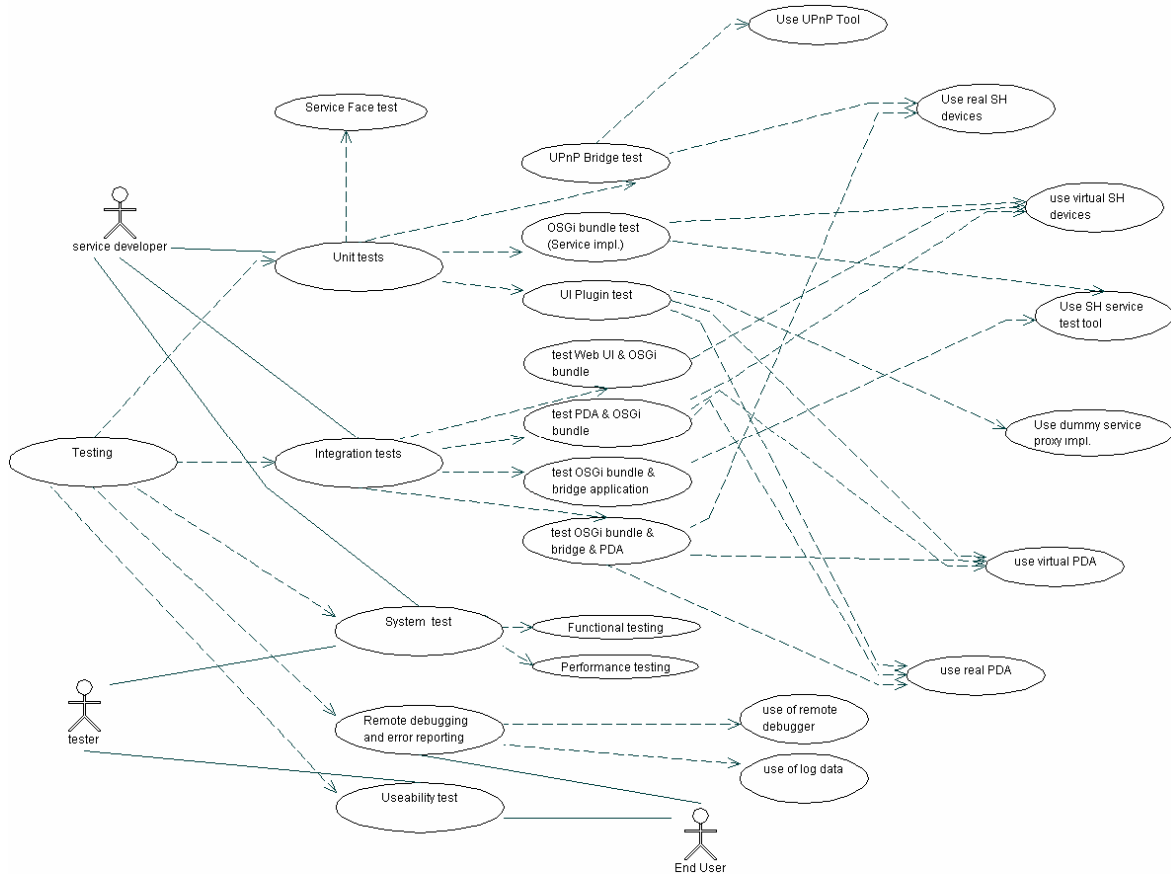 Use UPnP Tool
Service Face test
Use real SH
devices
UPnP Bridge test
use virtual SH
devices
service developer
OSGi bundle test
(Service impl.)
Unit tests
UI Plugin test
Use SH service
test tool
test Web UI & OSGi
bundle
test PDA & OSGi
bundle
Use dummy service
proxy impl.
Testing
Integration tests
test OSGi bundle &
bridge application
test OSGi bundle &
bridge & PDA
use virtual PDA
System test
Functional testing
Performance testing
use real PDA
tester
Remote debugging
and error reporting
use of remote
debugger
use of log data
Useability test
End User